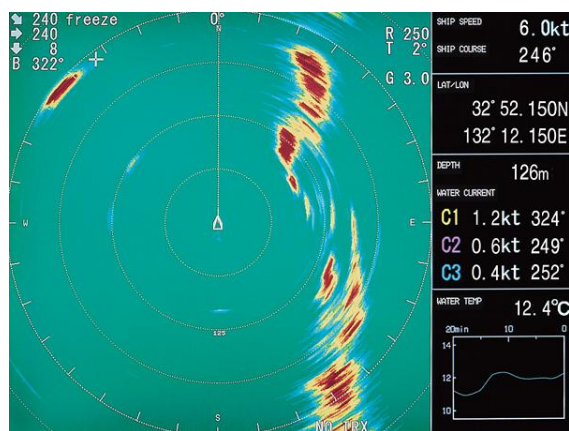 240 freeze
240
8
B 322°
0°
N
R 250
T 2°
G 3.0
W
E
125
S
NO TRX
SHIP SPEED
6.0kt
SHIP COURSE
246°
LAT/LON
32° 52.150N
132° 12.150E
DEPTH
126m
WATER CURRENT
C1 1.2kt 324°
C2 0.6kt 249°
C3 0.4kt 252°
WATER TEMP
12.4°C
20min 10 0
14
12
10